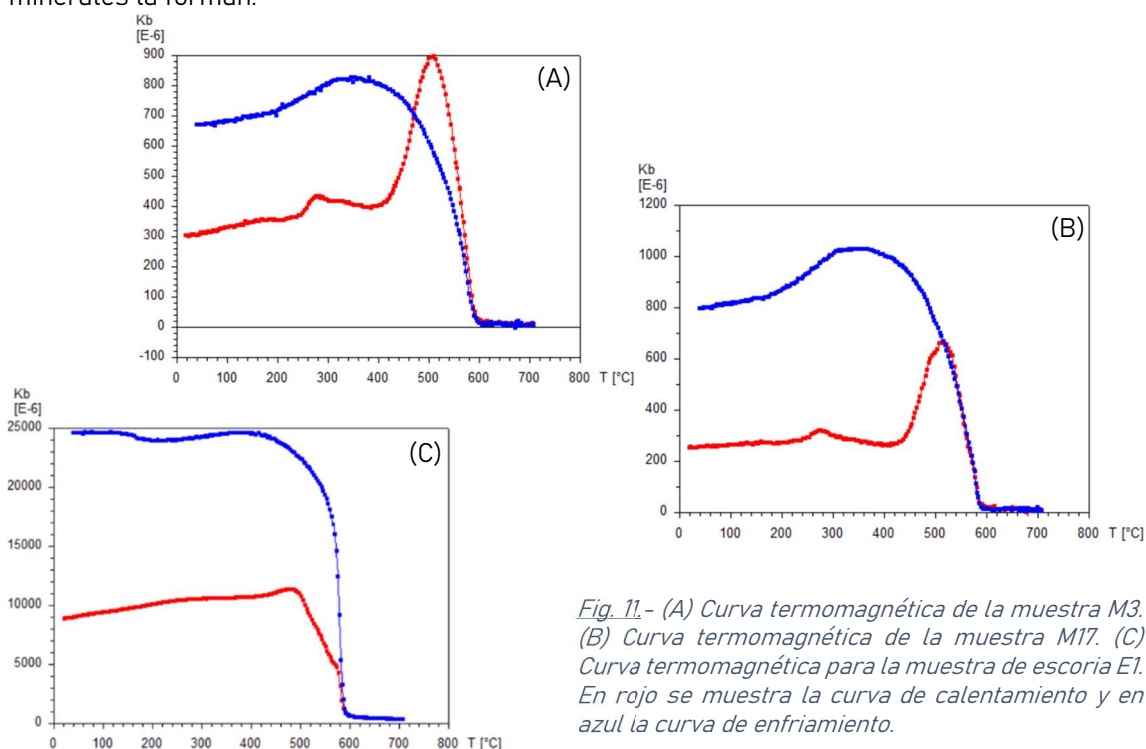 minerales la forman.
Kb
[E-6]
900
800
700
600
500
400
300
200
100
0
-100
(A)
0 100 200 300 400 500 600 700 800 T [°C]
Kb
[E-6]
1200
1000
800
600
400
200
0
(B)
0 100 200 300 400 500 600 700 800 T [°C]
Kb
[E-6]
25000
20000
15000
10000
5000
0
(C)
0 100 200 300 400 500 600 700 800 T [°C]
Fig. 11.- (A) Curva termomagnética de la muestra M3.
(B) Curva termomagnética de la muestra M17. (C)
Curva termomagnética para la muestra de escoria E1.
En rojo se muestra la curva de calentamiento y en
azul la curva de enfriamiento.